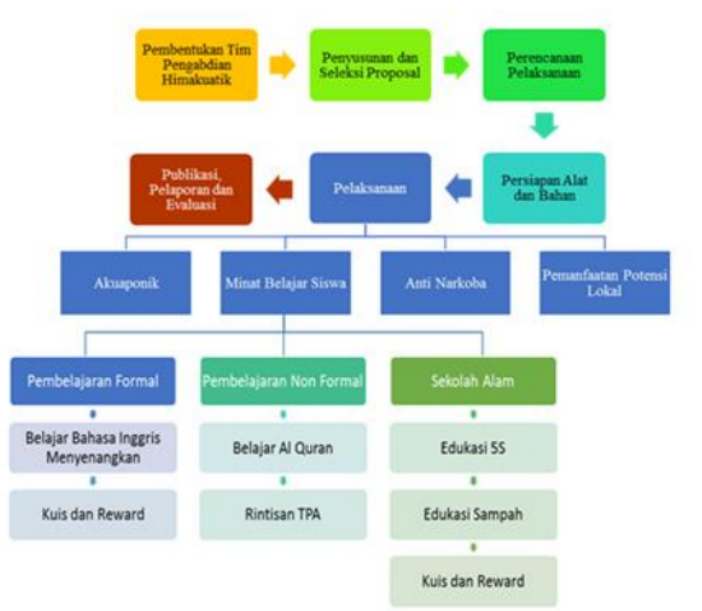 Pembentukan Tim
Pengabdian
Himakuatik
Penyusunan dan
Seleksi Proposal
Perencanaan
Pelaksanaan
Persiapan Alat
dan Bahan
Pelaksanaan
Publikasi,
Pelaporan dan
Evaluasi
Akuaponik
Minat Belajar Siswa
Anti Narkoba
Pemanfaatan Potensi
Lokal
Pembelajaran Formal
Belajar Bahasa Inggris
Menyenangkan
Kuis dan Reward
Pembelajaran Non Formal
Belajar Al Quran
Rintisan TPA
Sekolah Alam
Edukasi 5S
Edukasi Sampah
Kuis dan Reward